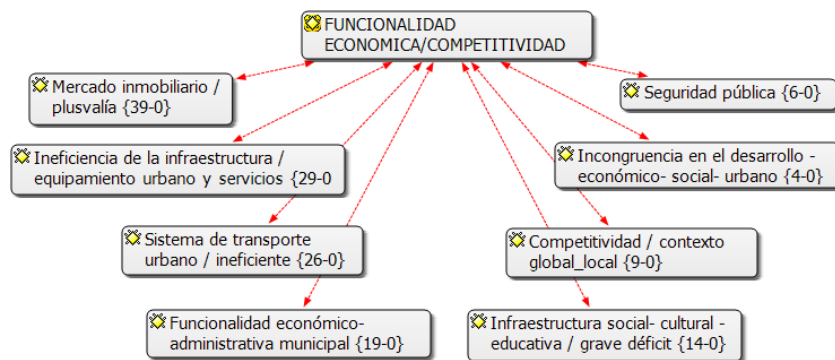 FUNCIONALIDAD
ECONOMICA/COMPETITIVIDAD
Mercado inmobiliario /
plusvalía {39-0}
Seguridad pública {6-0}
Ineficiencia de la infraestructura /
equipamiento urbano y servicios {29-0
Incongruencia en el desarrollo -
económico- social- urbano {4-0}
Sistema de transporte
urbano / ineficiente {26-0}
Competitividad / contexto
global_local {9-0}
Funcionalidad económico-
administrativa municipal {19-0}
Infraestructura social- cultural -
educativa / grave déficit {14-0}